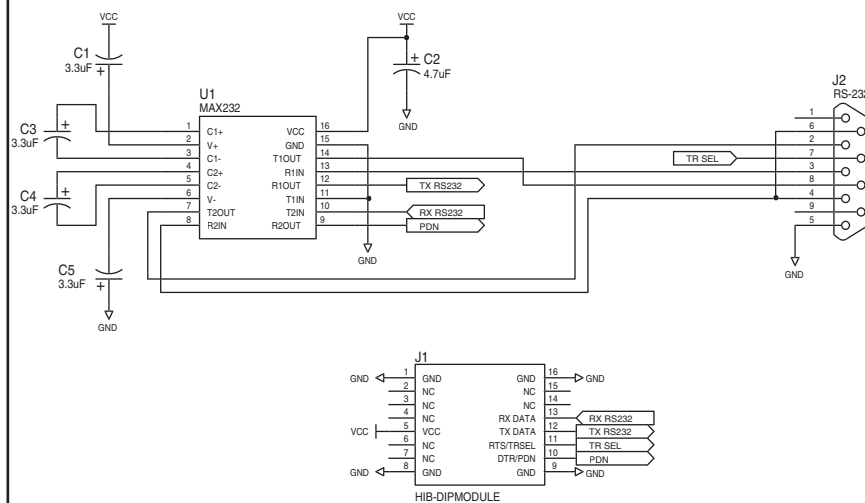 VCC
VCC
C1
3.3uF
+
+
C2
4.7uF
GND
U1
MAX232
C3
3.3uF
+
C4
3.3uF
+
C5
3.3uF
+
GND
1 C1+ VCC 16
2 V+ GND 15
3 C1- T1OUT 14
4 C2+ R1IN 13
5 C2- R1OUT 12 TX RS232
6 V- T1IN 11
7 T2OUT T2IN 10 RX RS232
8 R2IN R2OUT 9 PDN
GND
TR SEL
J2
RS-232
1
6
2
7
3
8
4
9
5
GND
J1
GND 1 GND GND 16 GND
2 NC NC 15
3 NC NC 14
4 NC RX DATA 13 RX RS232
VCC 5 VCC TX DATA 12 TX RS232
6 NC RTS/TRSEL 11 TR SEL
7 NC DTR/PDN 10 PDN
GND 8 GND GND 9 GND
HIB-DIPMODULE